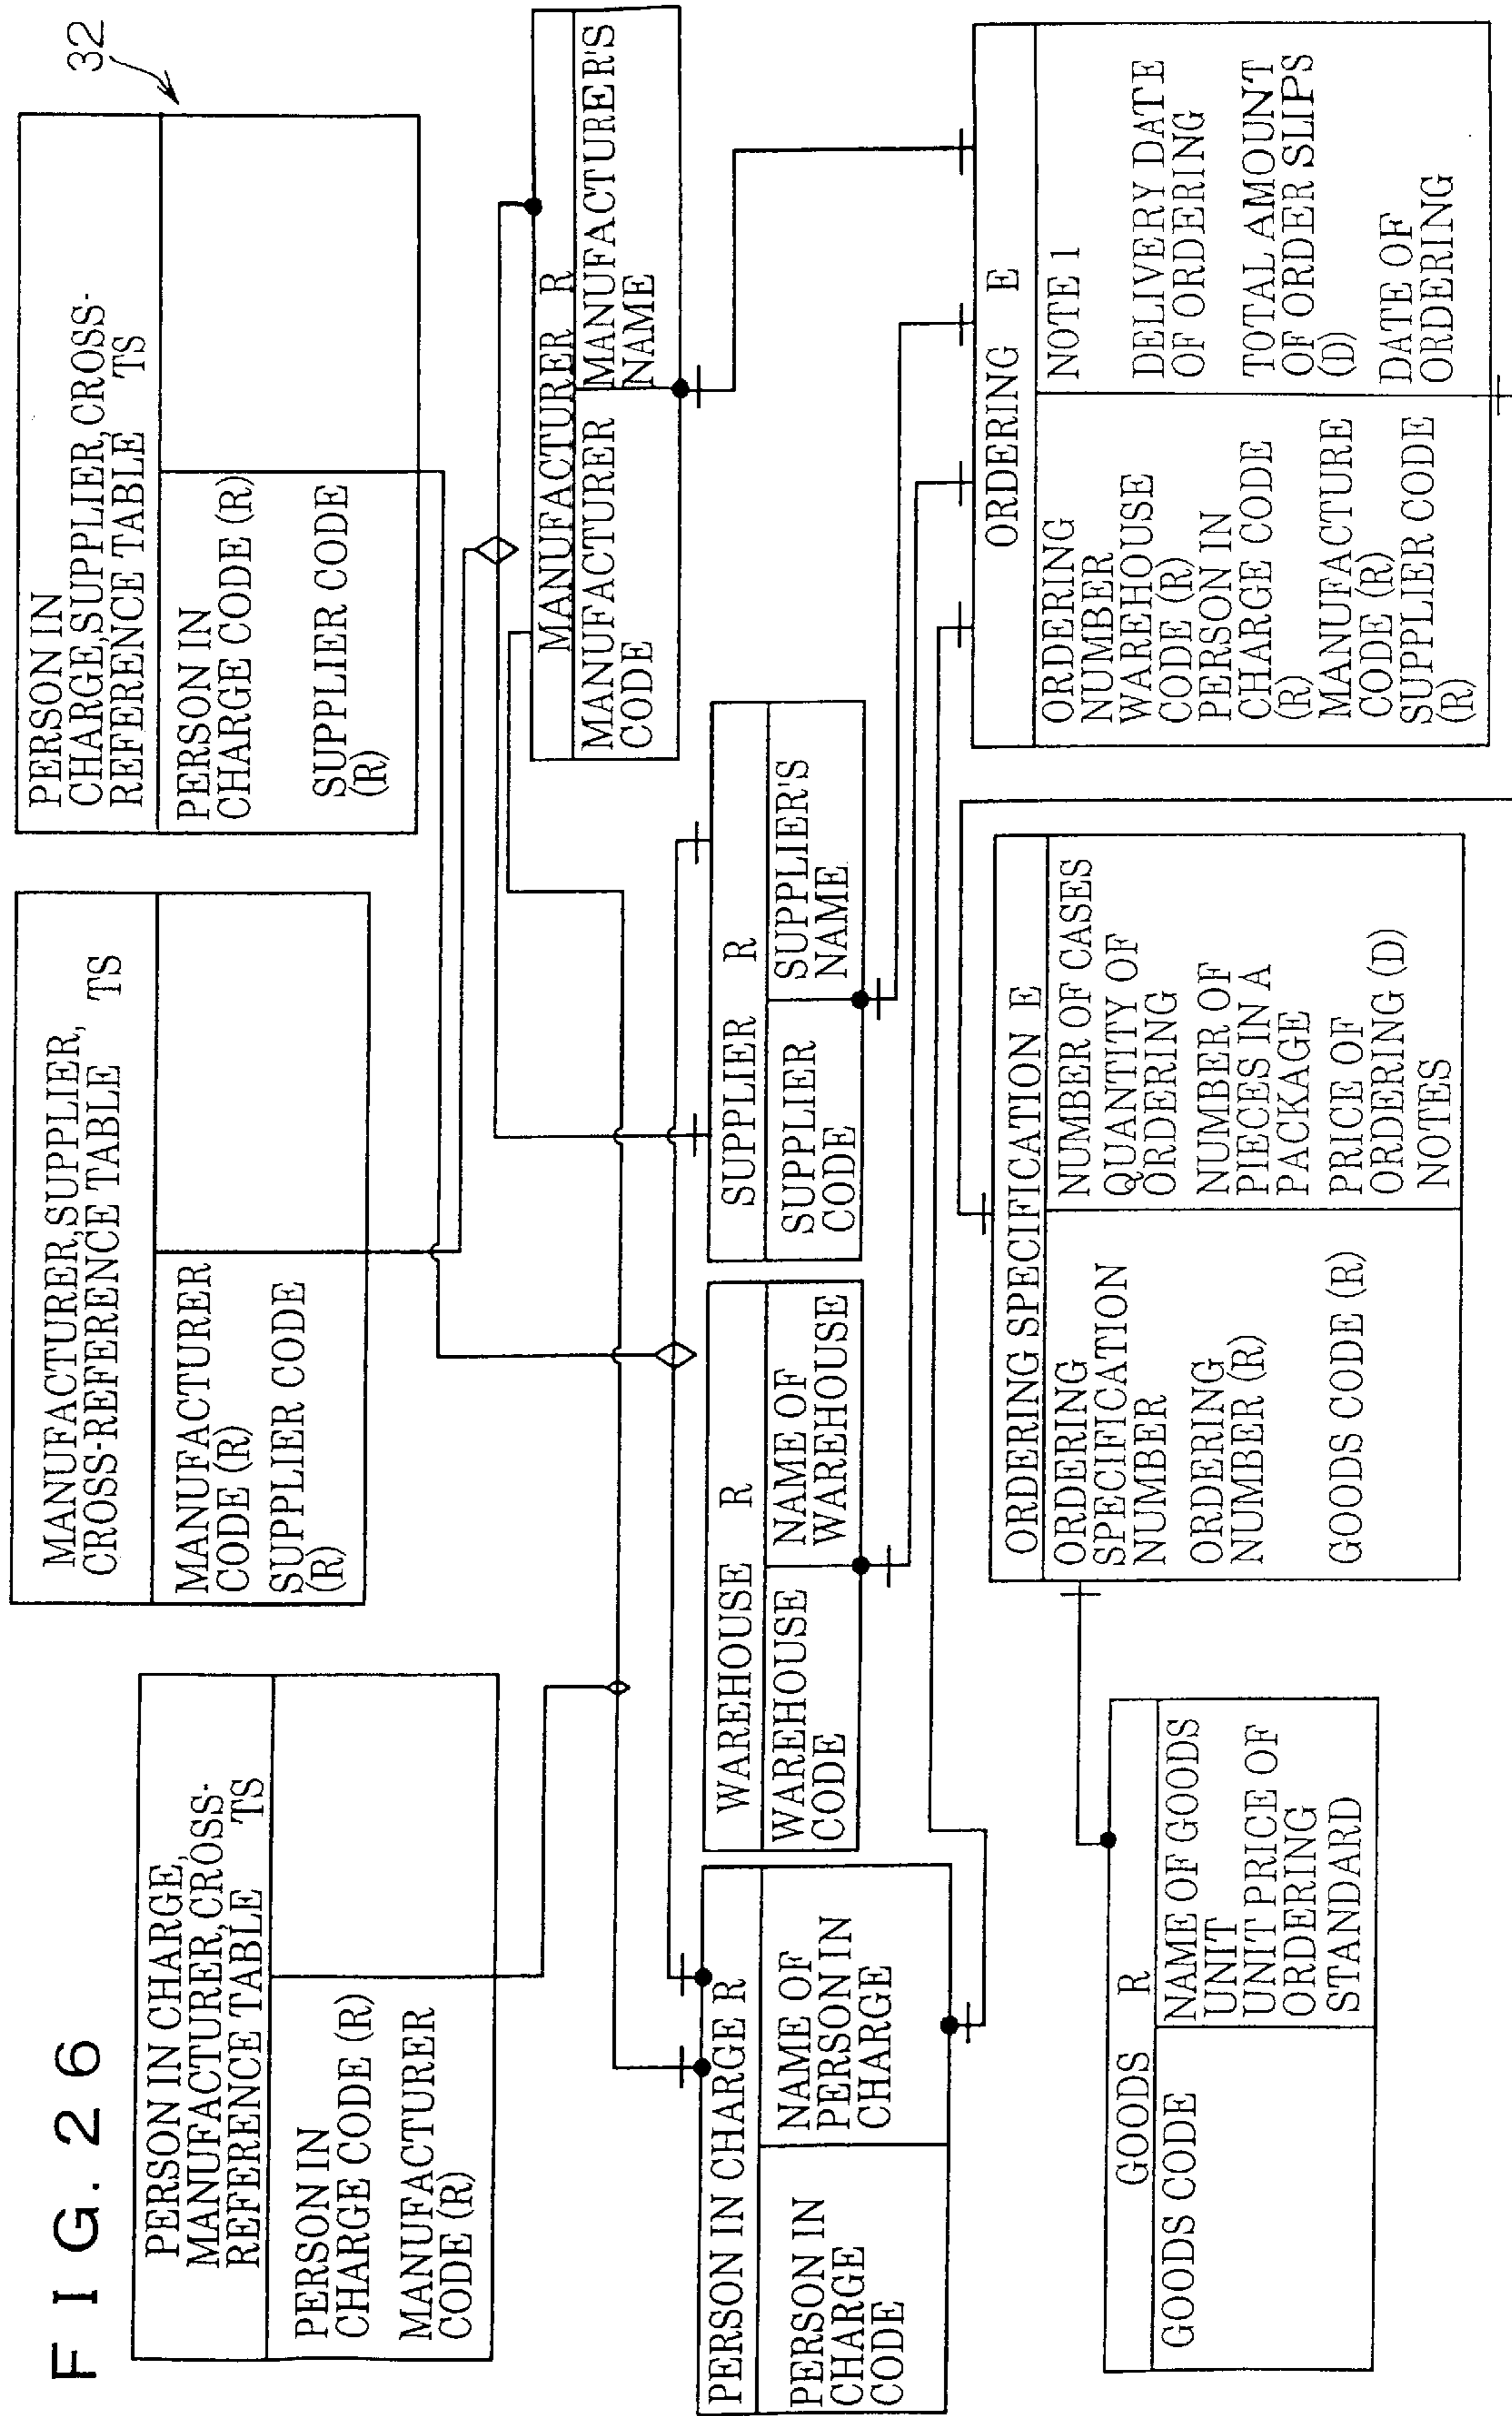 FIG. 26
32
PERSON IN CHARGE,
MANUFACTURER, CROSS-
REFERENCE TABLE TS
PERSON IN
CHARGE CODE (R)
MANUFACTURER
CODE (R)
MANUFACTURER, SUPPLIER,
CROSS-REFERENCE TABLE TS
MANUFACTURER
CODE (R)
SUPPLIER CODE
(R)
PERSON IN
CHARGE, SUPPLIER, CROSS-
REFERENCE TABLE TS
PERSON IN
CHARGE CODE (R)
SUPPLIER CODE
(R)
MANUFACTURER R
MANUFACTURER
CODE
MANUFACTURER'S
NAME
PERSON IN CHARGE R
PERSON IN
CHARGE
CODE
NAME OF
PERSON IN
CHARGE
WAREHOUSE R
WAREHOUSE
CODE
NAME OF
WAREHOUSE
SUPPLIER R
SUPPLIER
CODE
SUPPLIER'S
NAME
GOODS R
GOODS CODE
NAME OF GOODS
UNIT
UNIT PRICE OF
ORDERING
STANDARD
ORDERING SPECIFICATION E
ORDERING
SPECIFICATION
NUMBER
ORDERING
NUMBER (R)
GOODS CODE (R)
NUMBER OF CASES
QUANTITY OF
ORDERING
NUMBER OF
PIECES IN A
PACKAGE
PRICE OF
ORDERING (D)
NOTES
ORDERING E
ORDERING
NUMBER
WAREHOUSE
CODE (R)
PERSON IN
CHARGE CODE
(R)
MANUFACTURE
CODE (R)
SUPPLIER CODE
(R)
NOTE 1
DELIVERY DATE
OF ORDERING
TOTAL AMOUNT
OF ORDER SLIPS
(D)
DATE OF
ORDERING